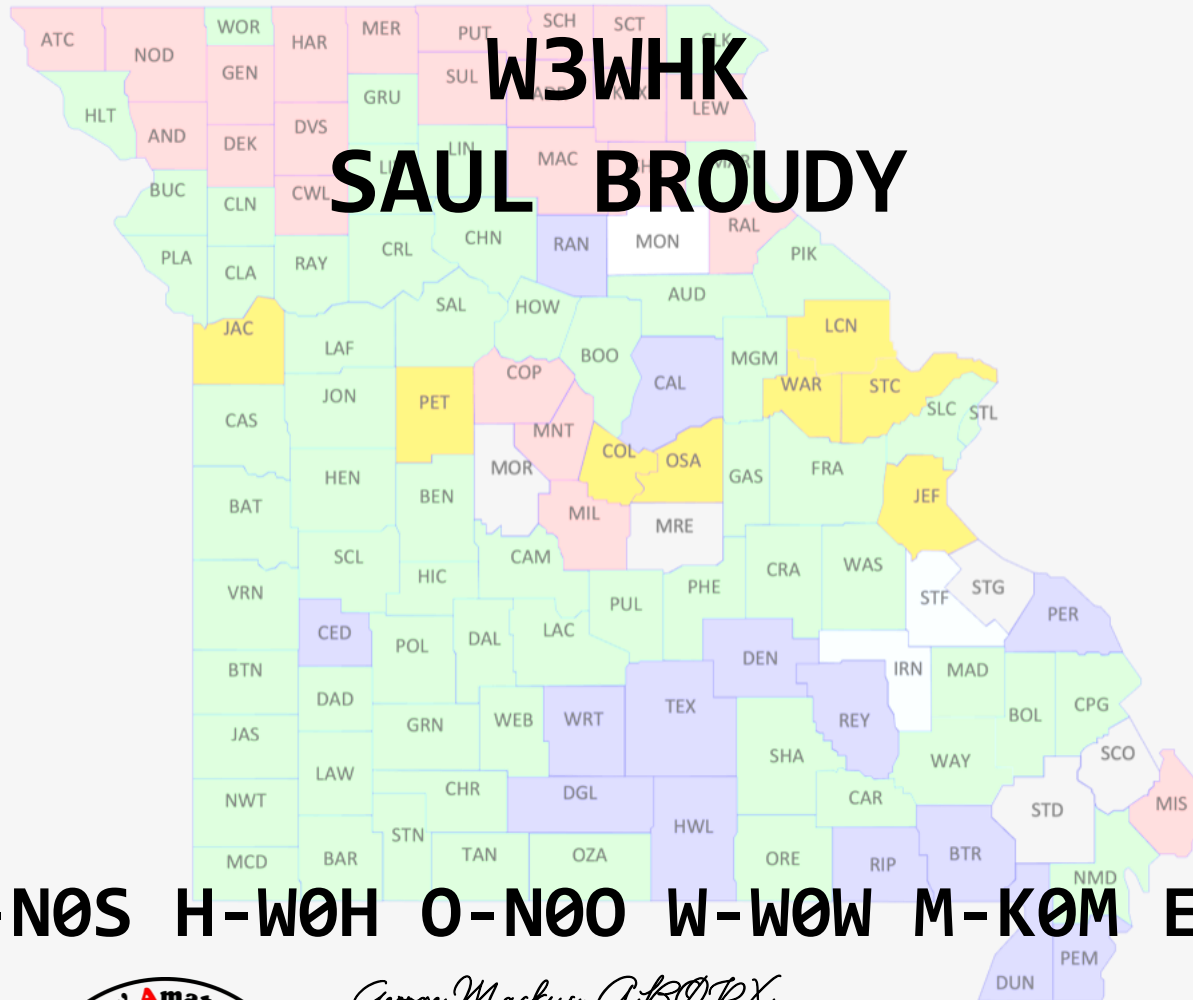 WOR SCH SCT
ATC NOD HAR MER PUT CLK
W3WHK
GEN SUL
GRU LEW
HLT AND DEK DVS LIN MAC MAR
SAUL BROUDY
BUC CLN CWL
RAL
PLA CLA RAY CRL CHN RAN MON PIK
SAL HOW AUD
JAC LAF LCN
BOO MGM
JON PET COP CAL WAR STC
CAS SLC STL
MNT
MOR COL OSA
HEN BEN GAS FRA
BAT MIL JEF
MRE
SCL CAM
HIC CRA WAS
VRN PHE STF STG
PUL
CED LAC PER
POL DAL
DEN
BTN IRN MAD
DAD
GRN WEB WRT TEX REY BOL CPG
JAS
SHA WAY SCO
LAW
NWT CHR DGL CAR STD MIS
STN HWL
MCD BAR TAN OZA ORE RIP BTR
NMD
-N0S H-W0H O-N0O W-W0W M-K0M E
PEM
DUN